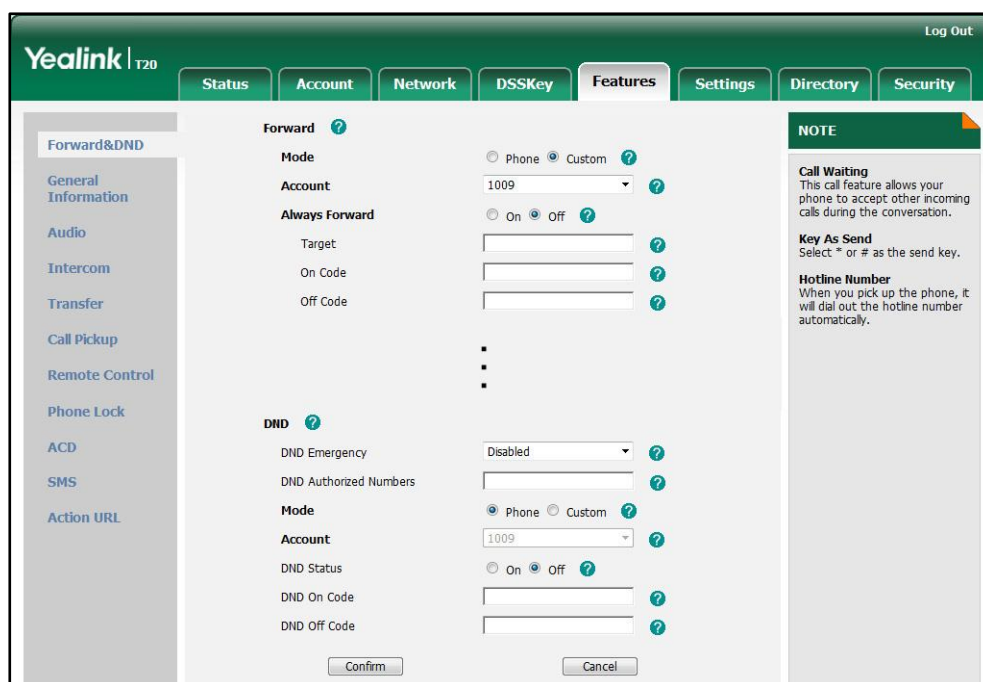 Log Out
Yealink | T20
Status Account Network DSSKey Features Settings Directory Security
Forward&DND
General Information
Audio
Intercom
Transfer
Call Pickup
Remote Control
Phone Lock
ACD
SMS
Action URL
Forward ?
Mode Phone Custom ?
Account 1009 ?
Always Forward On Off ?
Target ?
On Code ?
Off Code ?
DND ?
DND Emergency Disabled ?
DND Authorized Numbers ?
Mode Phone Custom ?
Account 1009 ?
DND Status On Off ?
DND On Code ?
DND Off Code ?
Confirm Cancel
NOTE
Call Waiting
This call feature allows your
phone to accept other incoming
calls during the conversation.
Key As Send
Select * or # as the send key.
Hotline Number
When you pick up the phone, it
will dial out the hotline number
automatically.